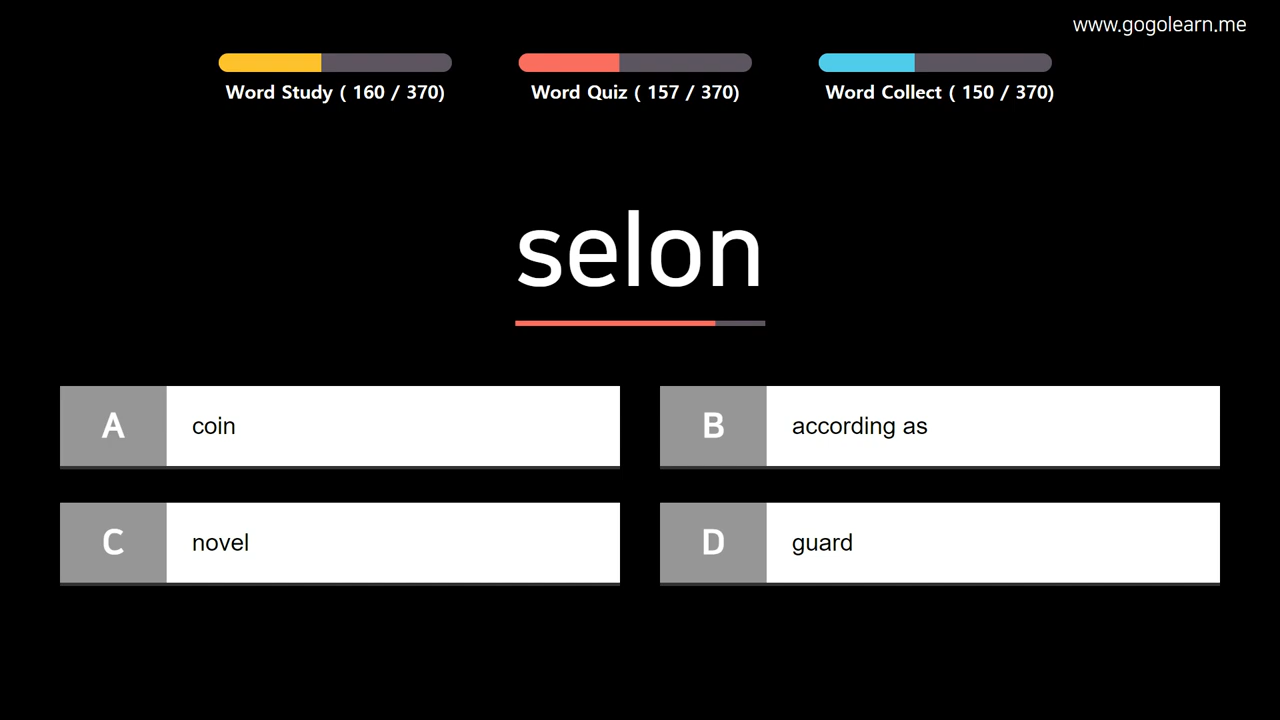 www.gogolearn.me
Word Study ( 160 / 370)
Word Quiz ( 157 / 370)
Word Collect ( 150 / 370)
selon
A coin
B according as
C novel
D guard